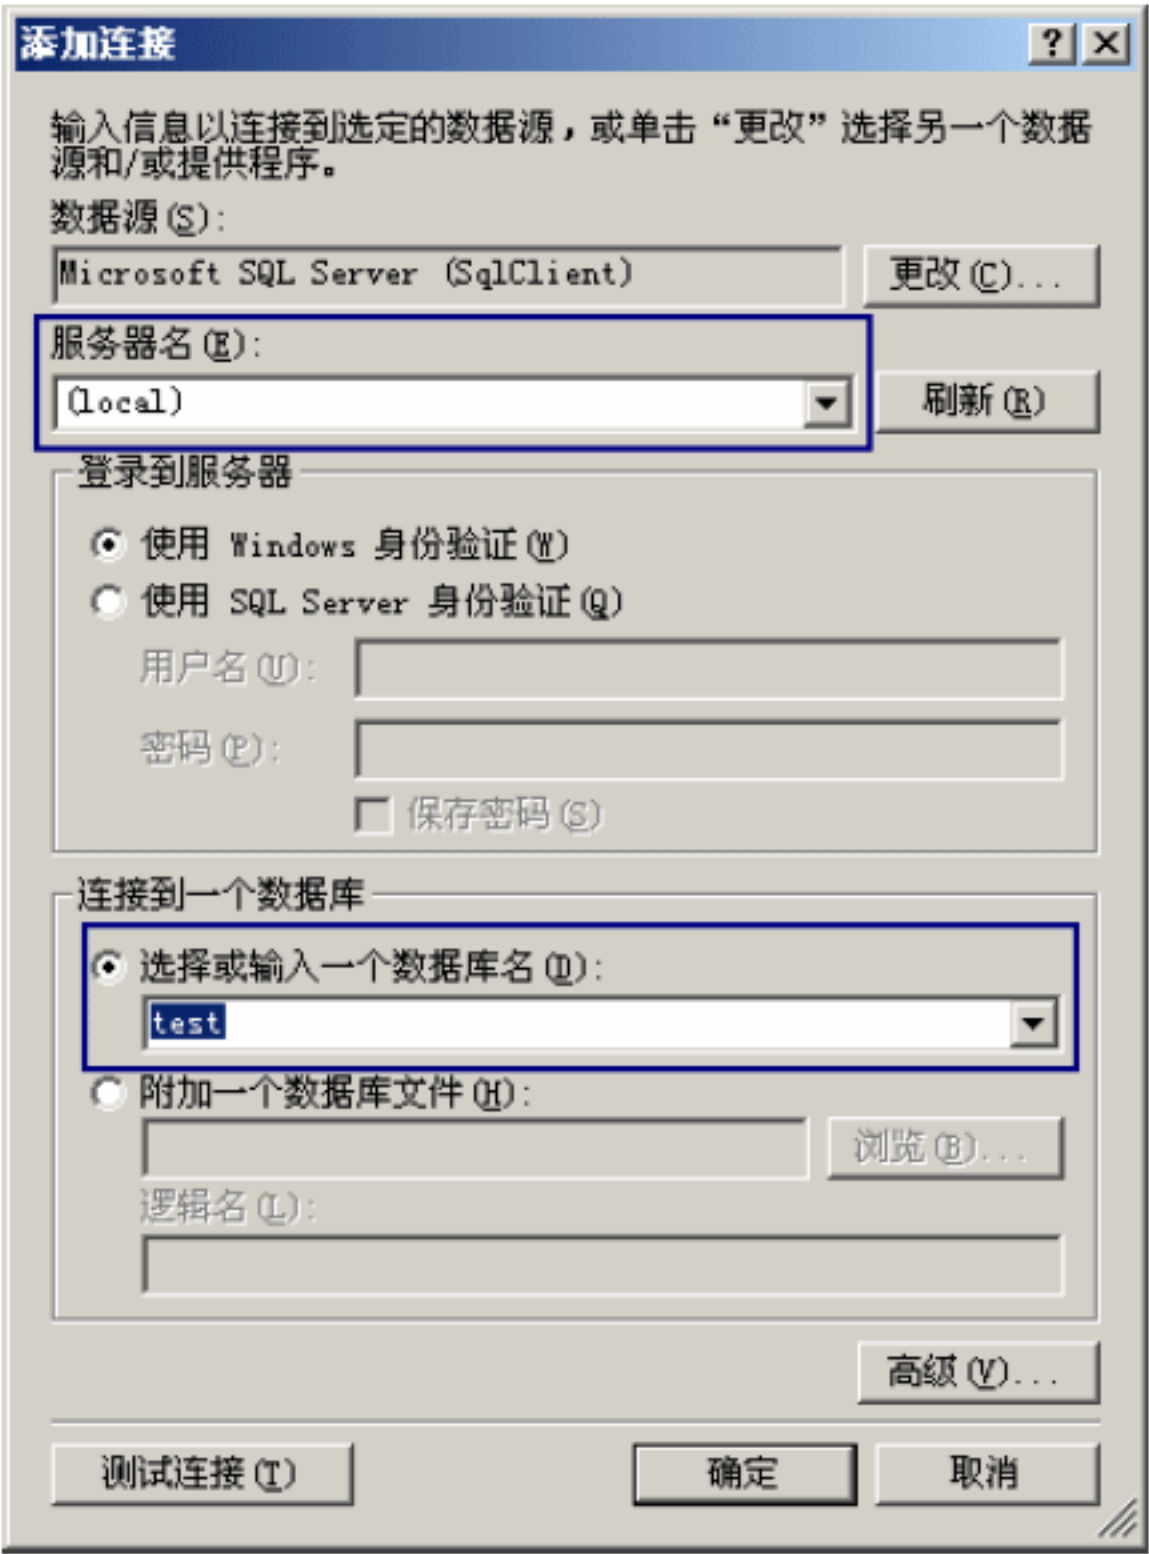 添加连接
输入信息以连接到选定的数据源，或单击“更改”选择另一个数据
源和/或提供程序。
数据源(S):
Microsoft SQL Server (SqlClient)
更改(C)...
服务器名(E):
(local)
刷新(R)
登录到服务器
使用 Windows 身份验证(W)
使用 SQL Server 身份验证(Q)
用户名(U):
密码(P):
保存密码(S)
连接到一个数据库
选择或输入一个数据库名(D):
test
附加一个数据库文件(H):
浏览(B)...
逻辑名(L):
高级(V)...
测试连接(T)
确定
取消